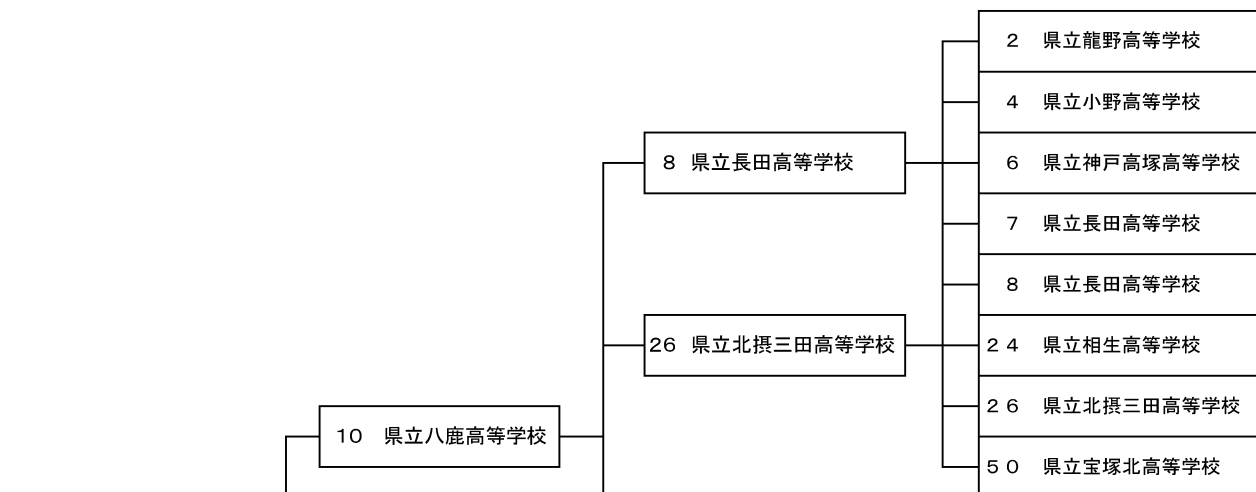 ２　県立龍野高等学校
４　県立小野高等学校
8　県立長田高等学校
６　県立神戸高塚高等学校
７　県立長田高等学校
８　県立長田高等学校
26　県立北摂三田高等学校
２４　県立相生高等学校
２６　県立北摂三田高等学校
10　県立八鹿高等学校
５０　県立宝塚北高等学校